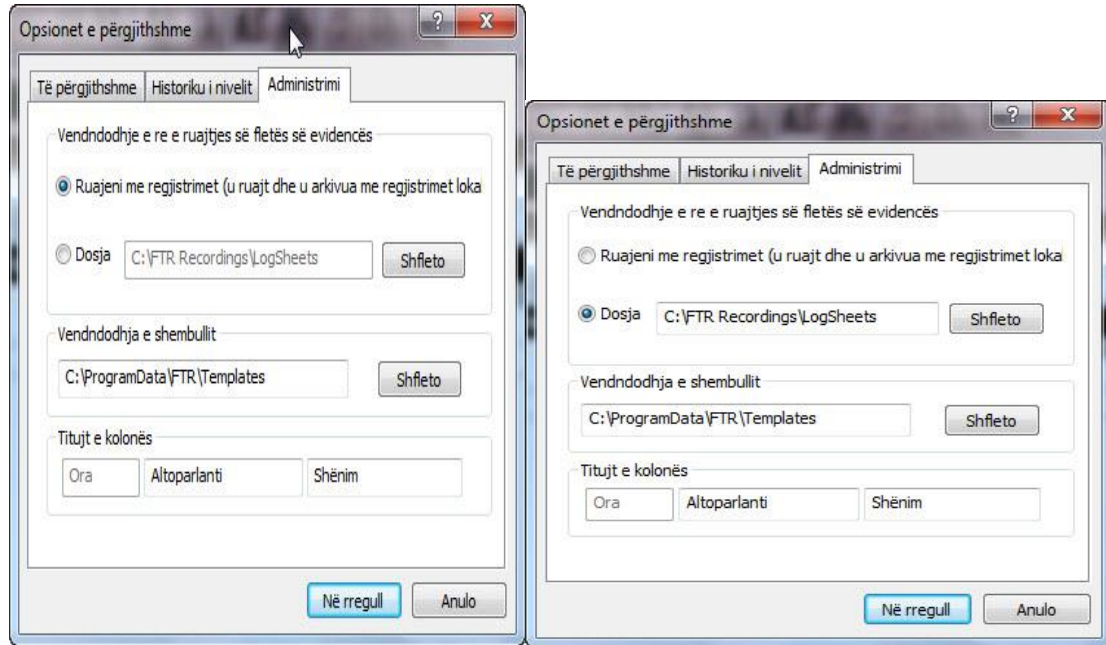 Opsionet e përgjithshme
Të përgjithshme Historiku i nivelit Administrimi
Vendndodhje e re e ruajtjes së fletës së evidencës
Ruajeni me regjistrimet (u ruajt dhe u arkivua me regjistrimet lokal
Dosja C:\FTR Recordings\LogSheets Shfleto
Vendndodhja e shembullit
C:\ProgramData\FTR\Templates Shfleto
Titujt e kolonës
Ora Altoparlanti Shënim
Në rregull Anulo
Opsionet e përgjithshme
Të përgjithshme Historiku i nivelit Administrimi
Vendndodhje e re e ruajtjes së fletës së evidencës
Ruajeni me regjistrimet (u ruajt dhe u arkivua me regjistrimet loka
Dosja C:\FTR Recordings\LogSheets Shfleto
Vendndodhja e shembullit
C:\ProgramData\FTR\Templates Shfleto
Titujt e kolonës
Ora Altoparlanti Shënim
Në rregull Anulo